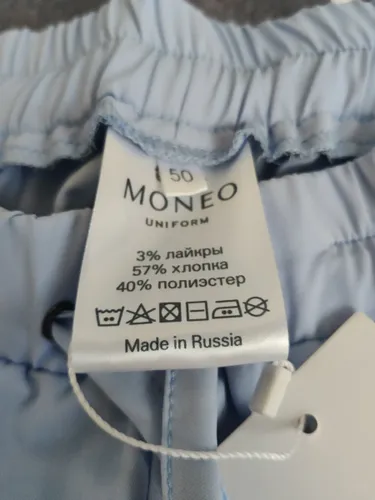 50
MONEO
UNIFORM
3% лайкры
57% хлопка
40% полиэстер
Made in Russia